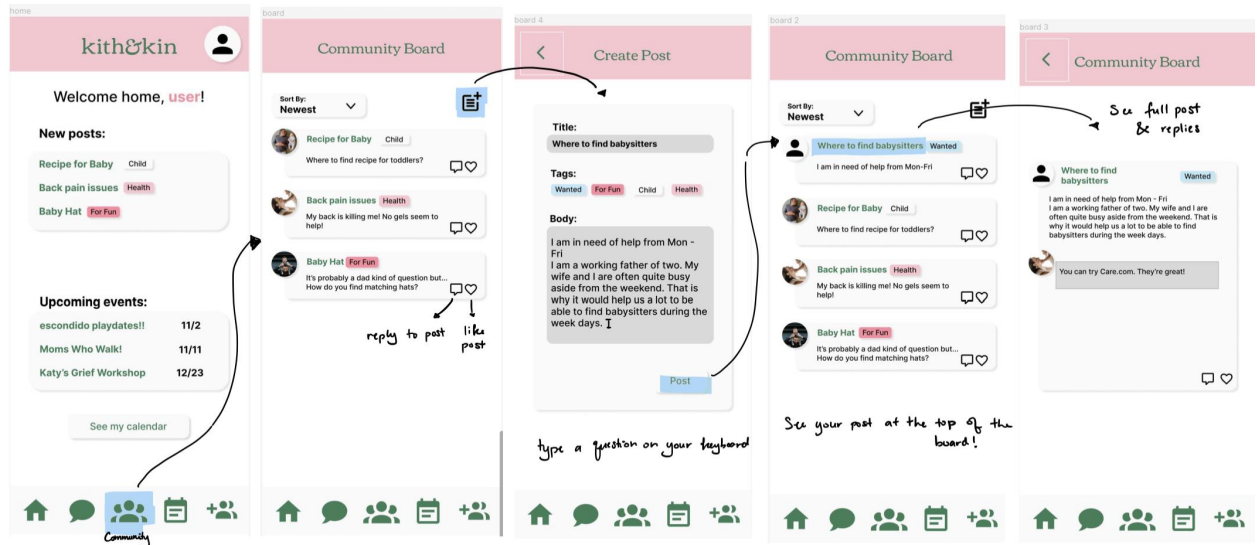 home
kith&kin
Welcome home, user!
New posts:
Recipe for Baby Child
Back pain issues Health
Baby Hat For Fun
Upcoming events:
escondido playdates!! 11/2
Moms Who Walk! 11/11
Katy's Grief Workshop 12/23
See my calendar
Community
board
Community Board
Sort By:
Newest
Recipe for Baby Child
Where to find recipe for toddlers?
Back pain issues Health
My back is killing me! No gels seem to
help!
Baby Hat For Fun
It's probably a dad kind of question but...
How do you find matching hats?
reply to post
like
post
board 4
Create Post
Title:
Where to find babysitters
Tags:
Wanted For Fun Child Health
Body:
I am in need of help from Mon -
Fri
I am a working father of two. My
wife and I are often quite busy
aside from the weekend. That is
why it would help us a lot to be
able to find babysitters during the
week days.
Post
type a question on your keyboard
board 2
Community Board
Sort By:
Newest
Where to find babysitters Wanted
I am in need of help from Mon-Fri
Recipe for Baby Child
Where to find recipe for toddlers?
Back pain issues Health
My back is killing me! No gels seem to
help!
Baby Hat For Fun
It's probably a dad kind of question but...
How do you find matching hats?
See your post at the top of the
board!
board 3
Community Board
See full post
& replies
Where to find
babysitters
Wanted
I am in need of help from Mon - Fri
I am a working father of two. My wife and I are
often quite busy aside from the weekend. That is
why it would help us a lot to be able to find
babysitters during the week days.
You can try Care.com. They're great!